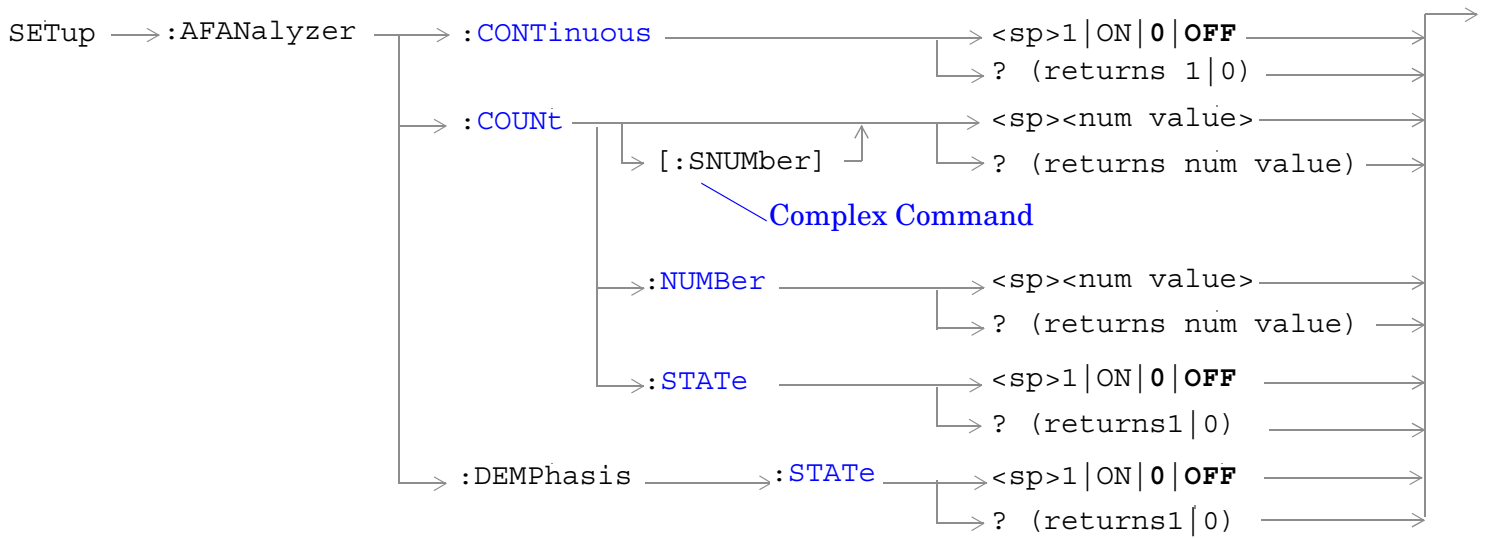 SETup :AFANalyzer :CONTinuous <sp>1|ON|0|OFF
? (returns 1|0)
:COUNt <sp><num value>
[:SNUMber] ? (returns num value)
Complex Command
:NUMBer <sp><num value>
? (returns num value)
:STATe <sp>1|ON|0|OFF
? (returns1|0)
:DEMPhasis :STATe <sp>1|ON|0|OFF
? (returns1|0)